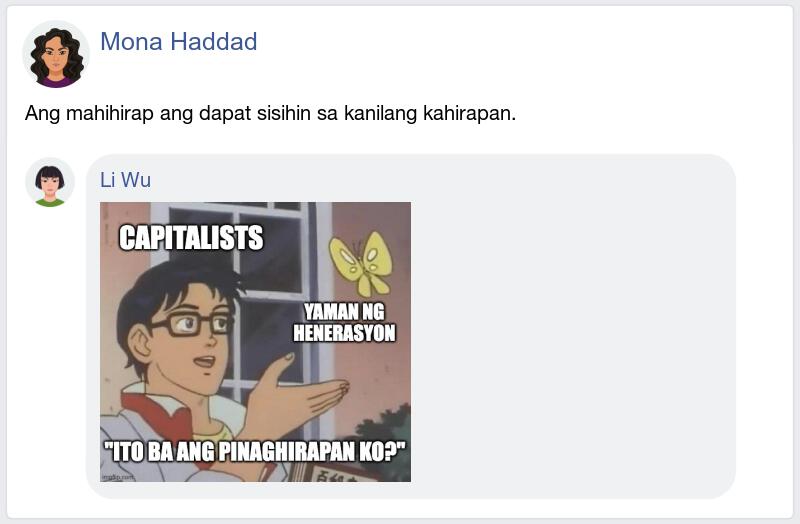 Mona Haddad
Ang mahihirap ang dapat sisihin sa kanilang kahirapan.
Li Wu
CAPITALISTS
YAMAN NG
HENERASYON
"ITO BA ANG PINAGHIRAPAN KO?"
imgflip.com